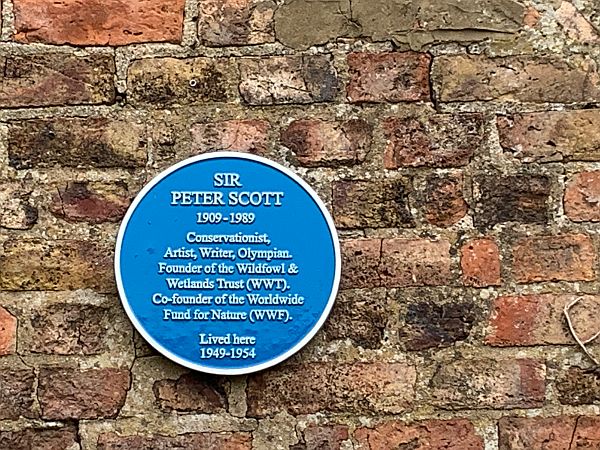 SIR
PETER SCOTT
1909-1989
Conservationist,
Artist, Writer, Olympian.
Founder of the Wildfowl &
Wetlands Trust (WWT).
Co-founder of the Worldwide
Fund for Nature (WWF).
Lived here
1949-1954